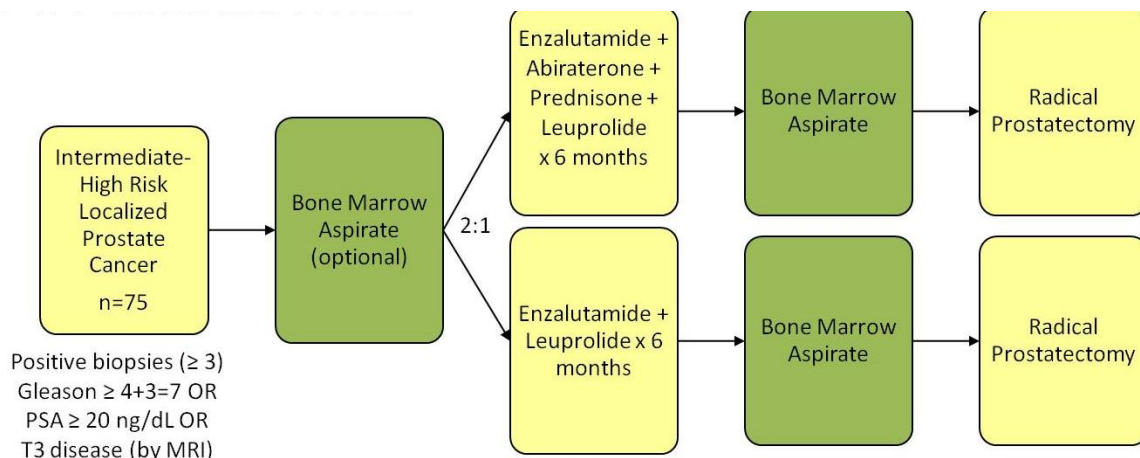 Intermediate-
High Risk
Localized
Prostate
Cancer
n=75
Positive biopsies (≥ 3)
Gleason ≥ 4+3=7 OR
PSA ≥ 20 ng/dL OR
T3 disease (by MRI)
Bone Marrow
Aspirate
(optional)
2:1
Enzalutamide +
Abiraterone +
Prednisone +
Leuprolide
x 6 months
Bone Marrow
Aspirate
Radical
Prostatectomy
Enzalutamide +
Leuprolide x 6
months
Bone Marrow
Aspirate
Radical
Prostatectomy